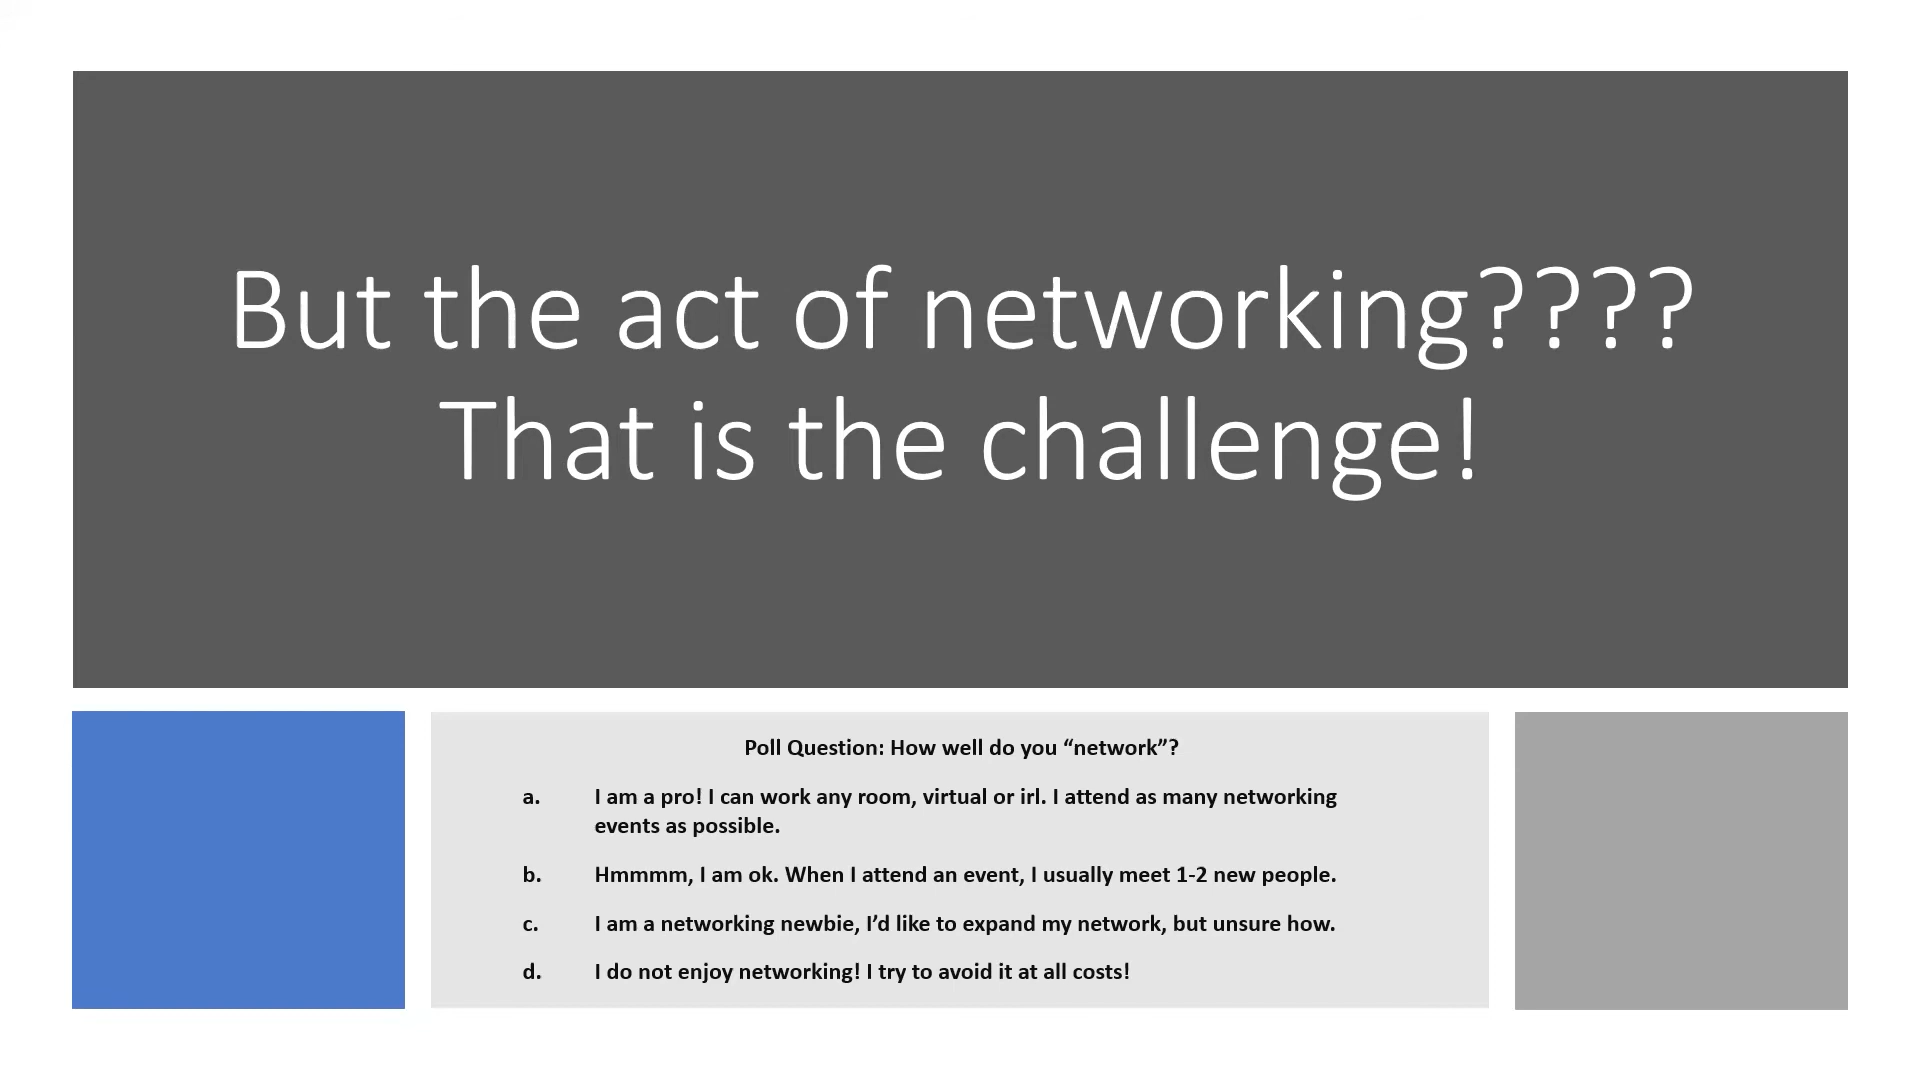 But the act of networking????
That is the challenge!
Poll Question: How well do you “network”?
a. I am a pro! I can work any room, virtual or irl. I attend as many networking
events as possible.
b. Hmmmm, I am ok. When I attend an event, I usually meet 1-2 new people.
c. I am a networking newbie, I’d like to expand my network, but unsure how.
d. I do not enjoy networking! I try to avoid it at all costs!